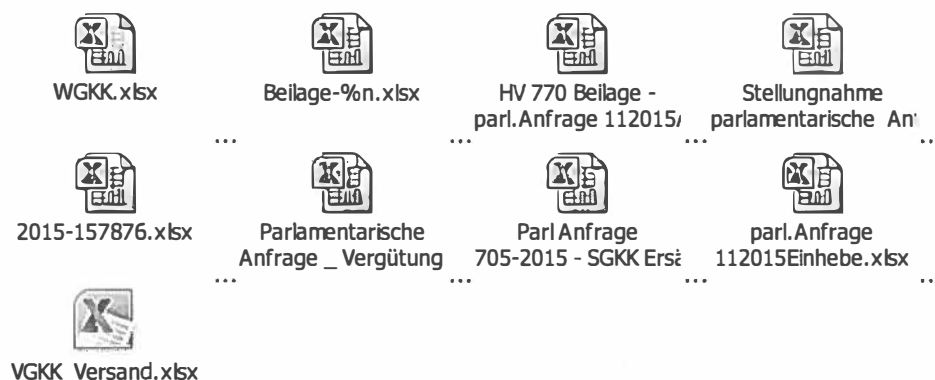 WGKK.xlsx
Beilage-%n.xlsx
HV 770 Beilage -
parl.Anfrage 112015/
Stellungnahme
parlamentarische An
...
...
...
...
2015-157876.xlsx
Parlamentarische
Anfrage _ Vergütung
Parl Anfrage
705-2015 - SGKK Ersä
parl.Anfrage
112015Einhebe.xlsx
...
...
...
...
VGKK Versand.xlsx